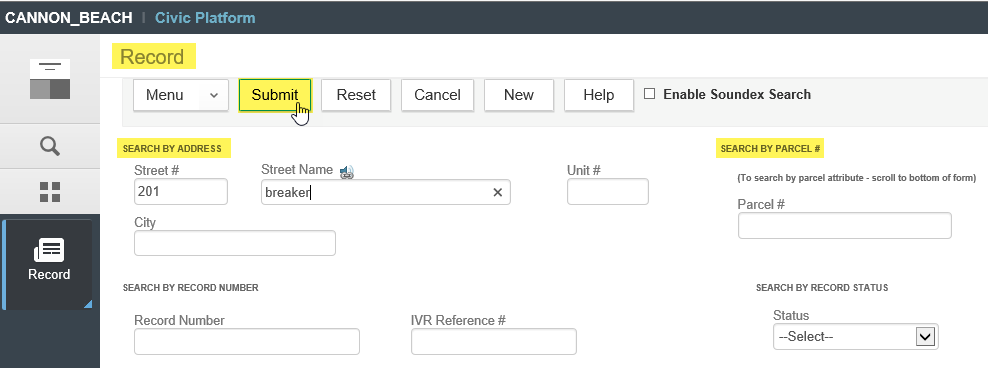 CANNON_BEACH | Civic Platform
Record
Menu Submit Reset Cancel New Help Enable Soundex Search
SEARCH BY ADDRESS SEARCH BY PARCEL #
Street # Street Name Unit # (To search by parcel attribute - scroll to bottom of form)
201 breaker Parcel #
City
Record
SEARCH BY RECORD NUMBER SEARCH BY RECORD STATUS
Record Number IVR Reference # Status
--Select--